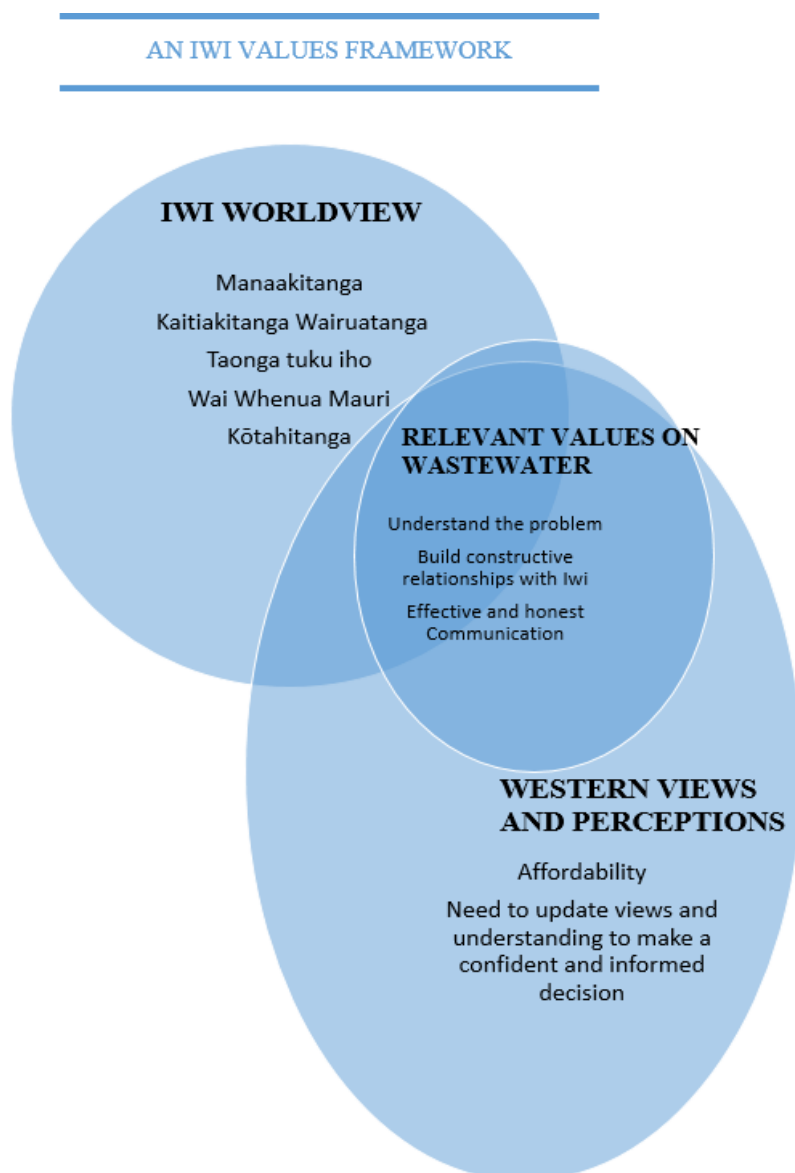 AN IWI VALUES FRAMEWORK
IWI WORLDVIEW
Manaakitanga
Kaitiakitanga Wairuatanga
Taonga tuku iho
Wai Whenua Mauri
Kōtahitanga
RELEVANT VALUES ON
WASTEWATER
Understand the problem
Build constructive
relationships with Iwi
Effective and honest
Communication
WESTERN VIEWS
AND PERCEPTIONS
Affordability
Need to update views and
understanding to make a
confident and informed
decision